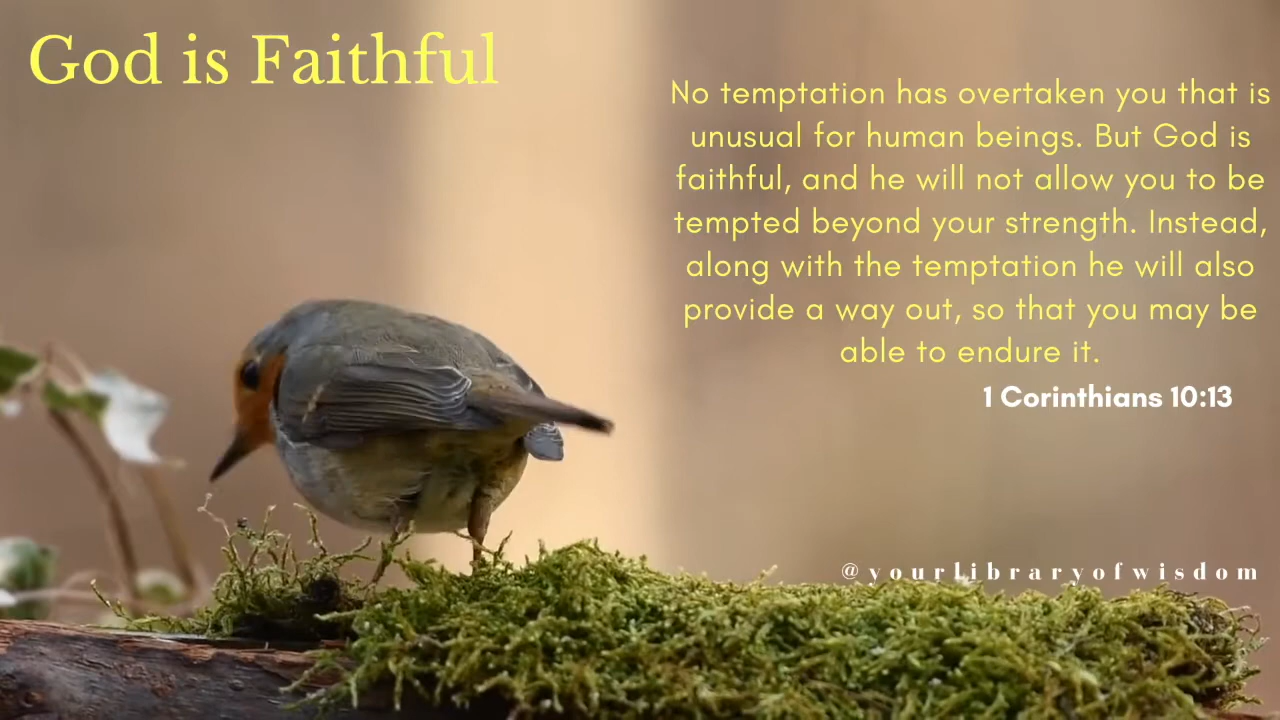 God is Faithful
No temptation has overtaken you that is
unusual for human beings. But God is
faithful, and he will not allow you to be
tempted beyond your strength. Instead,
along with the temptation he will also
provide a way out, so that you may be
able to endure it.
1 Corinthians 10:13
@yourlibraryofwisdom